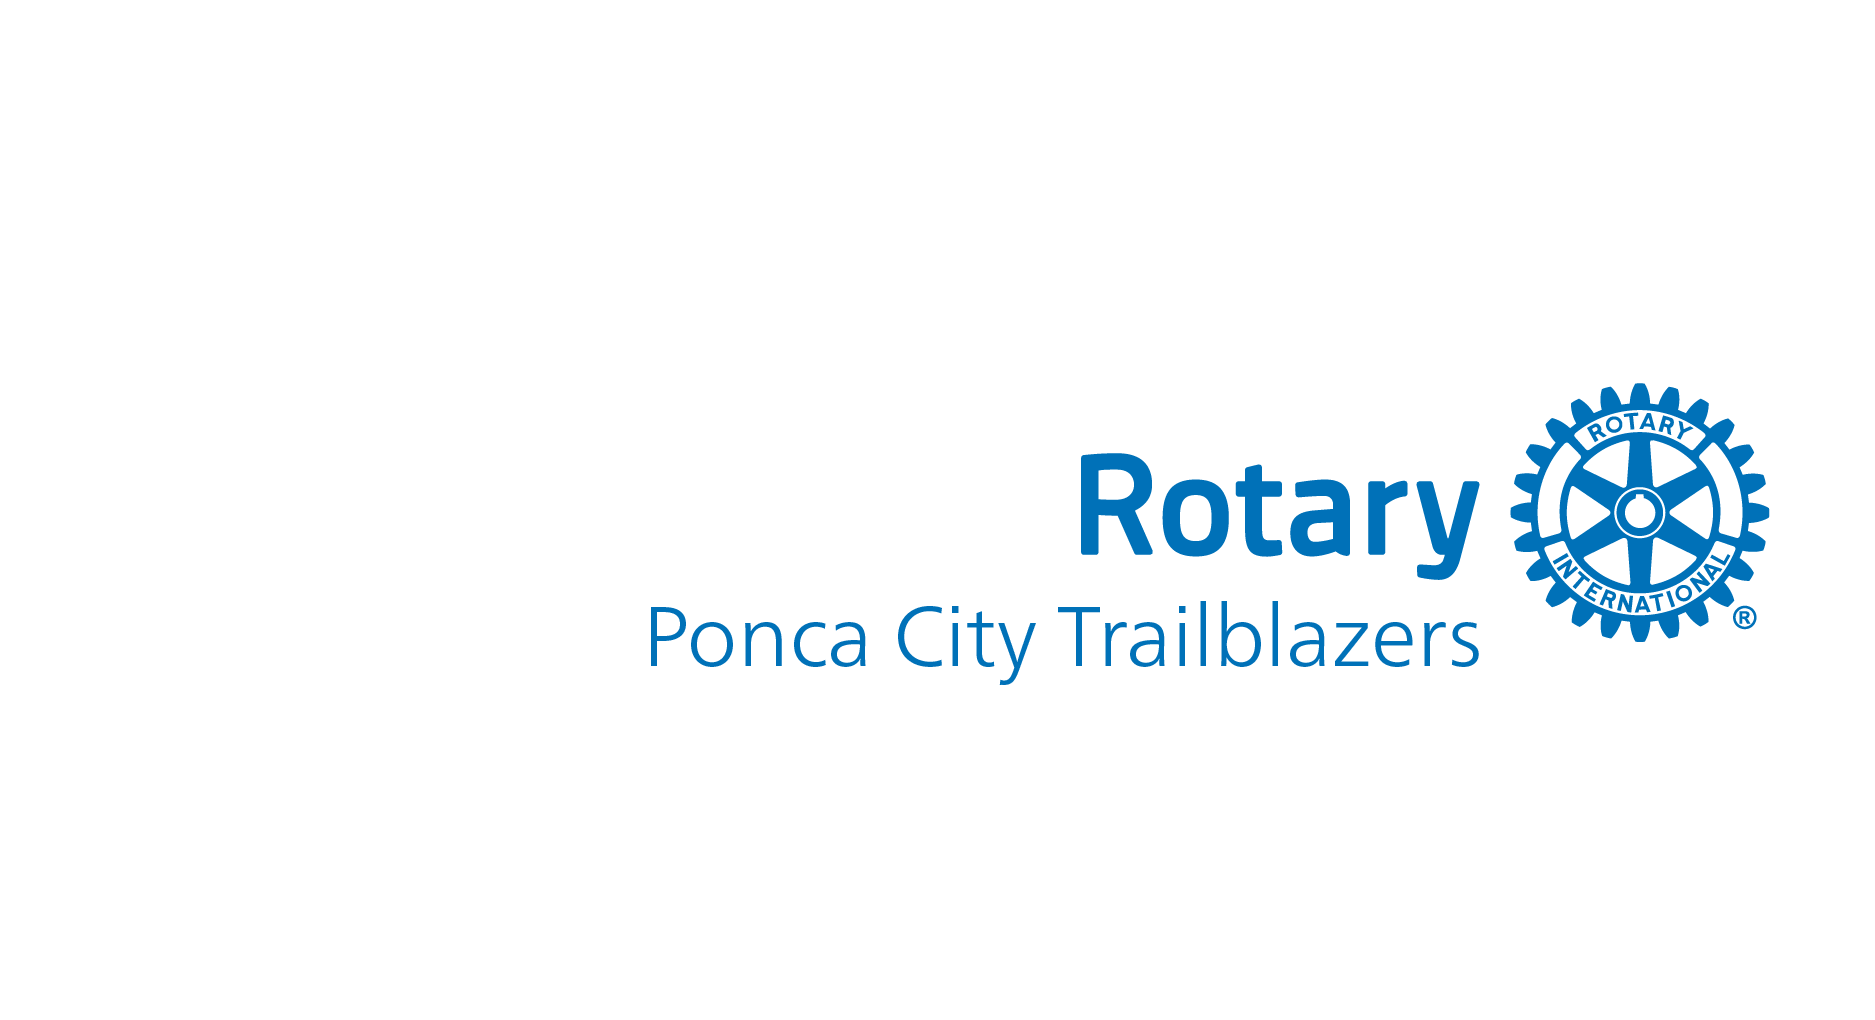 Rotary
ROTARY
INTERNATIONAL
®
Ponca City Trailblazers